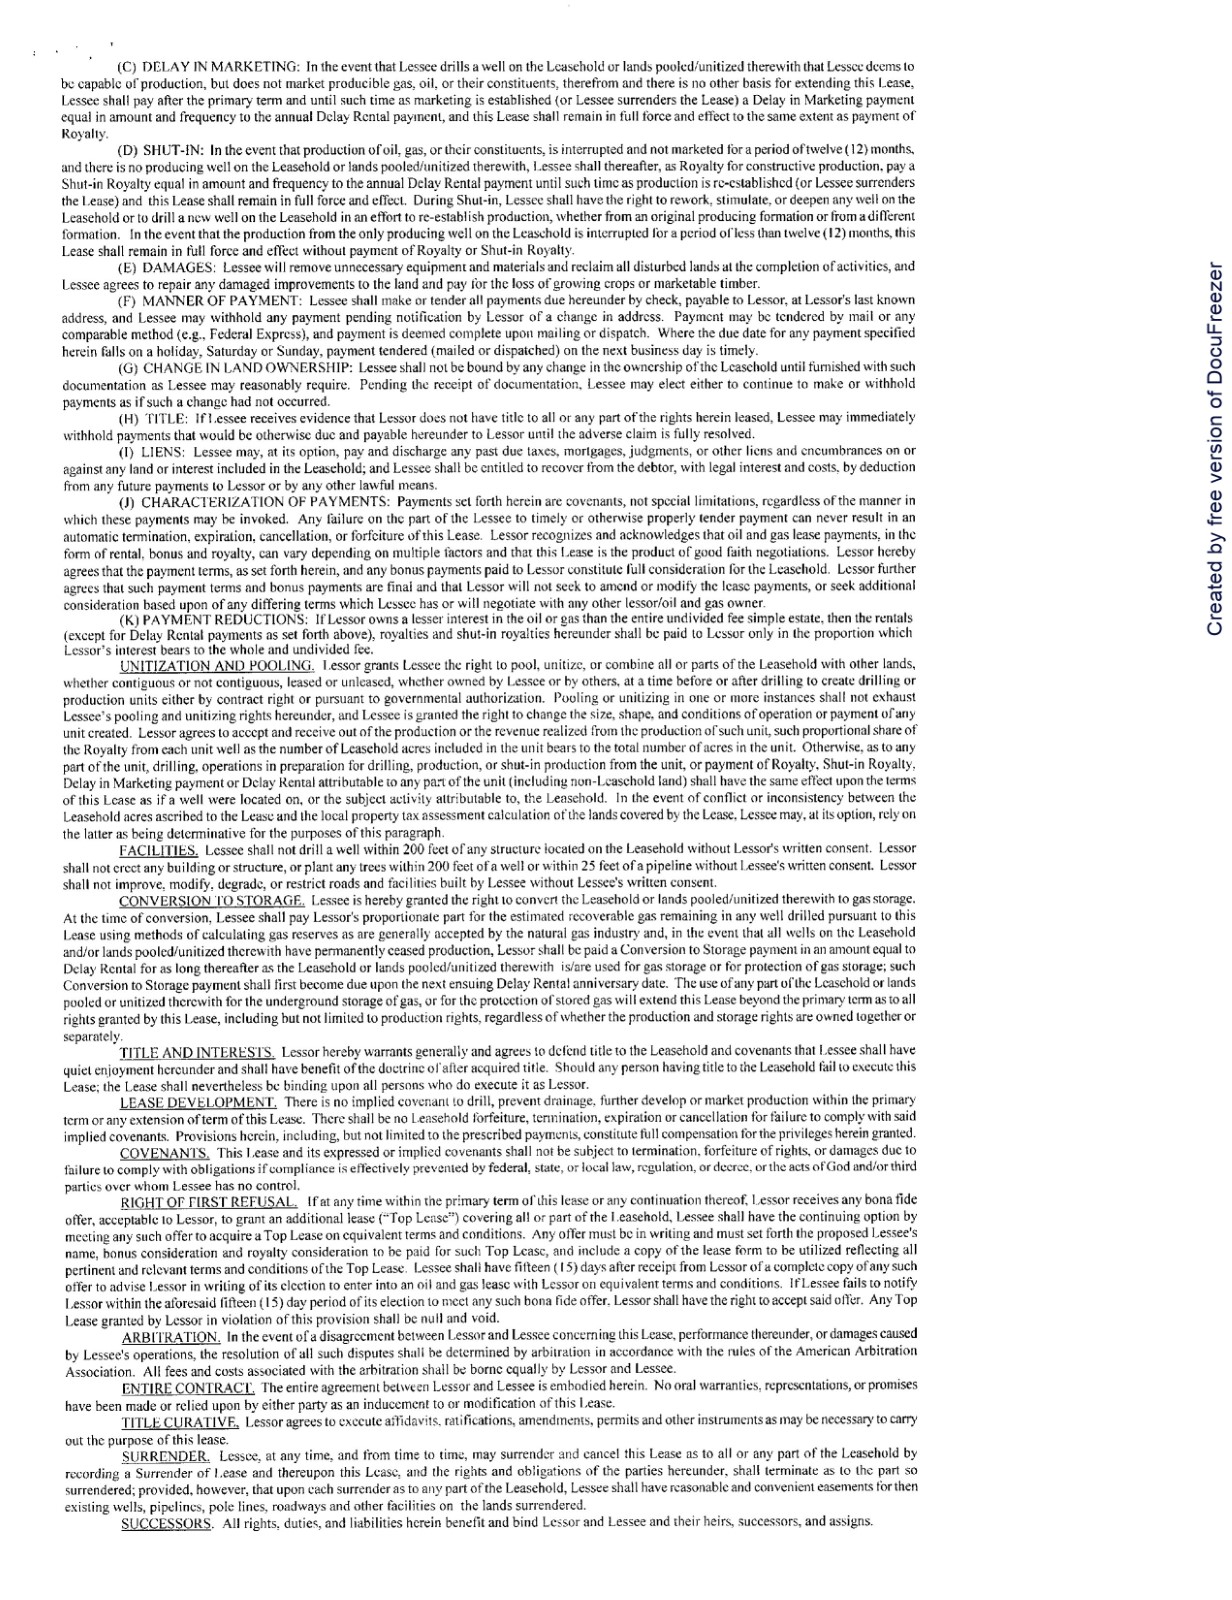 (C) DELAY IN MARKETING: In the event that Lessee drills a well on the Leasehold or lands pooled/unitized therewith that Lessee deems to
be capable of production, but does not market producible gas, oil, or their constituents, therefrom and there is no other basis for extending this Lease,
Lessee shall pay after the primary term and until such time as marketing is established (or Lessee surrenders the Lease) a Delay in Marketing payment
equal in amount and frequency to the annual Delay Rental payment, and this Lease shall remain in full force and effect to the same extent as payment of
Royalty.
(D) SHUT-IN: In the event that production of oil, gas, or their constituents, is interrupted and not marketed for a period of twelve (12) months,
and there is no producing well on the Leasehold or lands pooled/unitized therewith, Lessee shall thereafter, as Royalty for constructive production, pay a
Shut-in Royalty equal in amount and frequency to the annual Delay Rental payment until such time as production is re-established (or Lessee surrenders
the Lease) and this Lease shall remain in full force and effect. During Shut-in, Lessee shall have the right to rework, stimulate, or deepen any well on the
Leasehold or to drill a new well on the Leasehold in an effort to re-establish production, whether from an original producing formation or from a different
formation. In the event that the production from the only producing well on the Leasehold is interrupted for a period of less than twelve (12) months, this
Lease shall remain in full force and effect without payment of Royalty or Shut-in Royalty.
(E) DAMAGES: Lessee will remove unnecessary equipment and materials and reclaim all disturbed lands at the completion of activities, and
Lessee agrees to repair any damaged improvements to the land and pay for the loss of growing crops or marketable timber.
(F) MANNER OF PAYMENT: Lessee shall make or tender all payments due hereunder by check, payable to Lessor, at Lessor's last known
address, and Lessee may withhold any payment pending notification by Lessor of a change in address. Payment may be tendered by mail or any
comparable method (e.g., Federal Express), and payment is deemed complete upon mailing or dispatch. Where the due date for any payment specified
herein falls on a holiday, Saturday or Sunday, payment tendered (mailed or dispatched) on the next business day is timely.
(G) CHANGE IN LAND OWNERSHIP: Lessee shall not be bound by any change in the ownership of the Leasehold until furnished with such
documentation as Lessee may reasonably require. Pending the receipt of documentation, Lessee may elect either to continue to make or withhold
payments as if such a change had not occurred.
(H) TITLE: If Lessee receives evidence that Lessor does not have title to all or any part of the rights herein leased, Lessee may immediately
withhold payments that would be otherwise due and payable hereunder to Lessor until the adverse claim is fully resolved.
(I) LIENS: Lessee may, at its option, pay and discharge any past due taxes, mortgages, judgments, or other liens and encumbrances on or
against any land or interest included in the Leasehold; and Lessee shall be entitled to recover from the debtor, with legal interest and costs, by deduction
from any future payments to Lessor or by any other lawful means.
(J) CHARACTERIZATION OF PAYMENTS: Payments set forth herein are covenants, not special limitations, regardless of the manner in
which these payments may be invoked. Any failure on the part of the Lessee to timely or otherwise properly tender payment can never result in an
automatic termination, expiration, cancellation, or forfeiture of this Lease. Lessor recognizes and acknowledges that oil and gas lease payments, in the
form of rental, bonus and royalty, can vary depending on multiple factors and that this Lease is the product of good faith negotiations. Lessor hereby
agrees that the payment terms, as set forth herein, and any bonus payments paid to Lessor constitute full consideration for the Leasehold. Lessor further
agrees that such payment terms and bonus payments are final and that Lessor will not seek to amend or modify the lease payments, or seek additional
consideration based upon of any differing terms which Lessee has or will negotiate with any other lessor/oil and gas owner.
(K) PAYMENT REDUCTIONS: If Lessor owns a lesser interest in the oil or gas than the entire undivided fee simple estate, then the rentals
(except for Delay Rental payments as set forth above), royalties and shut-in royalties hereunder shall be paid to Lessor only in the proportion which
Lessor's interest bears to the whole and undivided fee.
UNITIZATION AND POOLING. Lessor grants Lessee the right to pool, unitize, or combine all or parts of the Leasehold with other lands,
whether contiguous or not contiguous, leased or unleased, whether owned by Lessee or by others, at a time before or after drilling to create drilling or
production units either by contract right or pursuant to governmental authorization. Pooling or unitizing in one or more instances shall not exhaust
Lessee's pooling and unitizing rights hereunder, and Lessee is granted the right to change the size, shape, and conditions of operation or payment of any
unit created. Lessor agrees to accept and receive out of the production or the revenue realized from the production of such unit, such proportional share of
the Royalty from each unit well as the number of Leasehold acres included in the unit bears to the total number of acres in the unit. Otherwise, as to any
part of the unit, drilling, operations in preparation for drilling, production, or shut-in production from the unit, or payment of Royalty, Shut-in Royalty,
Delay in Marketing payment or Delay Rental attributable to any part of the unit (including non-Leasehold land) shall have the same effect upon the terms
of this Lease as if a well were located on, or the subject activity attributable to, the Leasehold. In the event of conflict or inconsistency between the
Leasehold acres ascribed to the Lease and the local property tax assessment calculation of the lands covered by the Lease, Lessee may, at its option, rely on
the latter as being determinative for the purposes of this paragraph.
FACILITIES. Lessee shall not drill a well within 200 feet of any structure located on the Leasehold without Lessor's written consent. Lessor
shall not erect any building or structure, or plant any trees within 200 feet of a well or within 25 feet of a pipeline without Lessee's written consent. Lessor
shall not improve, modify, degrade, or restrict roads and facilities built by Lessee without Lessee's written consent.
CONVERSION TO STORAGE. Lessee is hereby granted the right to convert the Leasehold or lands pooled/unitized therewith to gas storage.
At the time of conversion, Lessee shall pay Lessor's proportionate part for the estimated recoverable gas remaining in any well drilled pursuant to this
Lease using methods of calculating gas reserves as are generally accepted by the natural gas industry and, in the event that all wells on the Leasehold
and/or lands pooled/unitized therewith have permanently ceased production, Lessor shall be paid a Conversion to Storage payment in an amount equal to
Delay Rental for as long thereafter as the Leasehold or lands pooled/unitized therewith is/are used for gas storage or for protection of gas storage; such
Conversion to Storage payment shall first become due upon the next ensuing Delay Rental anniversary date. The use of any part of the Leasehold or lands
pooled or unitized therewith for the underground storage of gas, or for the protection of stored gas will extend this Lease beyond the primary term as to all
rights granted by this Lease, including but not limited to production rights, regardless of whether the production and storage rights are owned together or
separately.
TITLE AND INTERESTS. Lessor hereby warrants generally and agrees to defend title to the Leasehold and covenants that Lessee shall have
quiet enjoyment hereunder and shall have benefit of the doctrine of after acquired title. Should any person having title to the Leasehold fail to execute this
Lease; the Lease shall nevertheless be binding upon all persons who do execute it as Lessor.
LEASE DEVELOPMENT. There is no implied covenant to drill, prevent drainage, further develop or market production within the primary
term or any extension of term of this Lease. There shall be no Leasehold forfeiture, termination, expiration or cancellation for failure to comply with said
implied covenants. Provisions herein, including, but not limited to the prescribed payments, constitute full compensation for the privileges herein granted.
COVENANTS. This Lease and its expressed or implied covenants shall not be subject to termination, forfeiture of rights, or damages due to
failure to comply with obligations if compliance is effectively prevented by federal, state, or local law, regulation, or decree, or the acts of God and/or third
parties over whom Lessee has no control.
RIGHT OF FIRST REFUSAL. If at any time within the primary term of this lease or any continuation thereof, Lessor receives any bona fide
offer, acceptable to Lessor, to grant an additional lease (“Top Lease”) covering all or part of the Leasehold, Lessee shall have the continuing option by
meeting any such offer to acquire a Top Lease on equivalent terms and conditions. Any offer must be in writing and must set forth the proposed Lessee's
name, bonus consideration and royalty consideration to be paid for such Top Lease, and include a copy of the lease form to be utilized reflecting all
pertinent and relevant terms and conditions of the Top Lease. Lessee shall have fifteen (15) days after receipt from Lessor of a complete copy of any such
offer to advise Lessor in writing of its election to enter into an oil and gas lease with Lessor on equivalent terms and conditions. If Lessee fails to notify
Lessor within the aforesaid fifteen (15) day period of its election to meet any such bona fide offer, Lessor shall have the right to accept said offer. Any Top
Lease granted by Lessor in violation of this provision shall be null and void.
ARBITRATION. In the event of a disagreement between Lessor and Lessee concerning this Lease, performance thereunder, or damages caused
by Lessee's operations, the resolution of all such disputes shall be determined by arbitration in accordance with the rules of the American Arbitration
Association. All fees and costs associated with the arbitration shall be borne equally by Lessor and Lessee.
ENTIRE CONTRACT. The entire agreement between Lessor and Lessee is embodied herein. No oral warranties, representations, or promises
have been made or relied upon by either party as an inducement to or modification of this Lease.
TITLE CURATIVE. Lessor agrees to execute affidavits, ratifications, amendments, permits and other instruments as may be necessary to carry
out the purpose of this lease.
SURRENDER. Lessee, at any time, and from time to time, may surrender and cancel this Lease as to all or any part of the Leasehold by
recording a Surrender of Lease and thereupon this Lease, and the rights and obligations of the parties hereunder, shall terminate as to the part so
surrendered; provided, however, that upon each surrender as to any part of the Leasehold, Lessee shall have reasonable and convenient easements for then
existing wells, pipelines, pole lines, roadways and other facilities on the lands surrendered.
SUCCESSORS. All rights, duties, and liabilities herein benefit and bind Lessor and Lessee and their heirs, successors, and assigns.
Created by free version of DocuFreezer